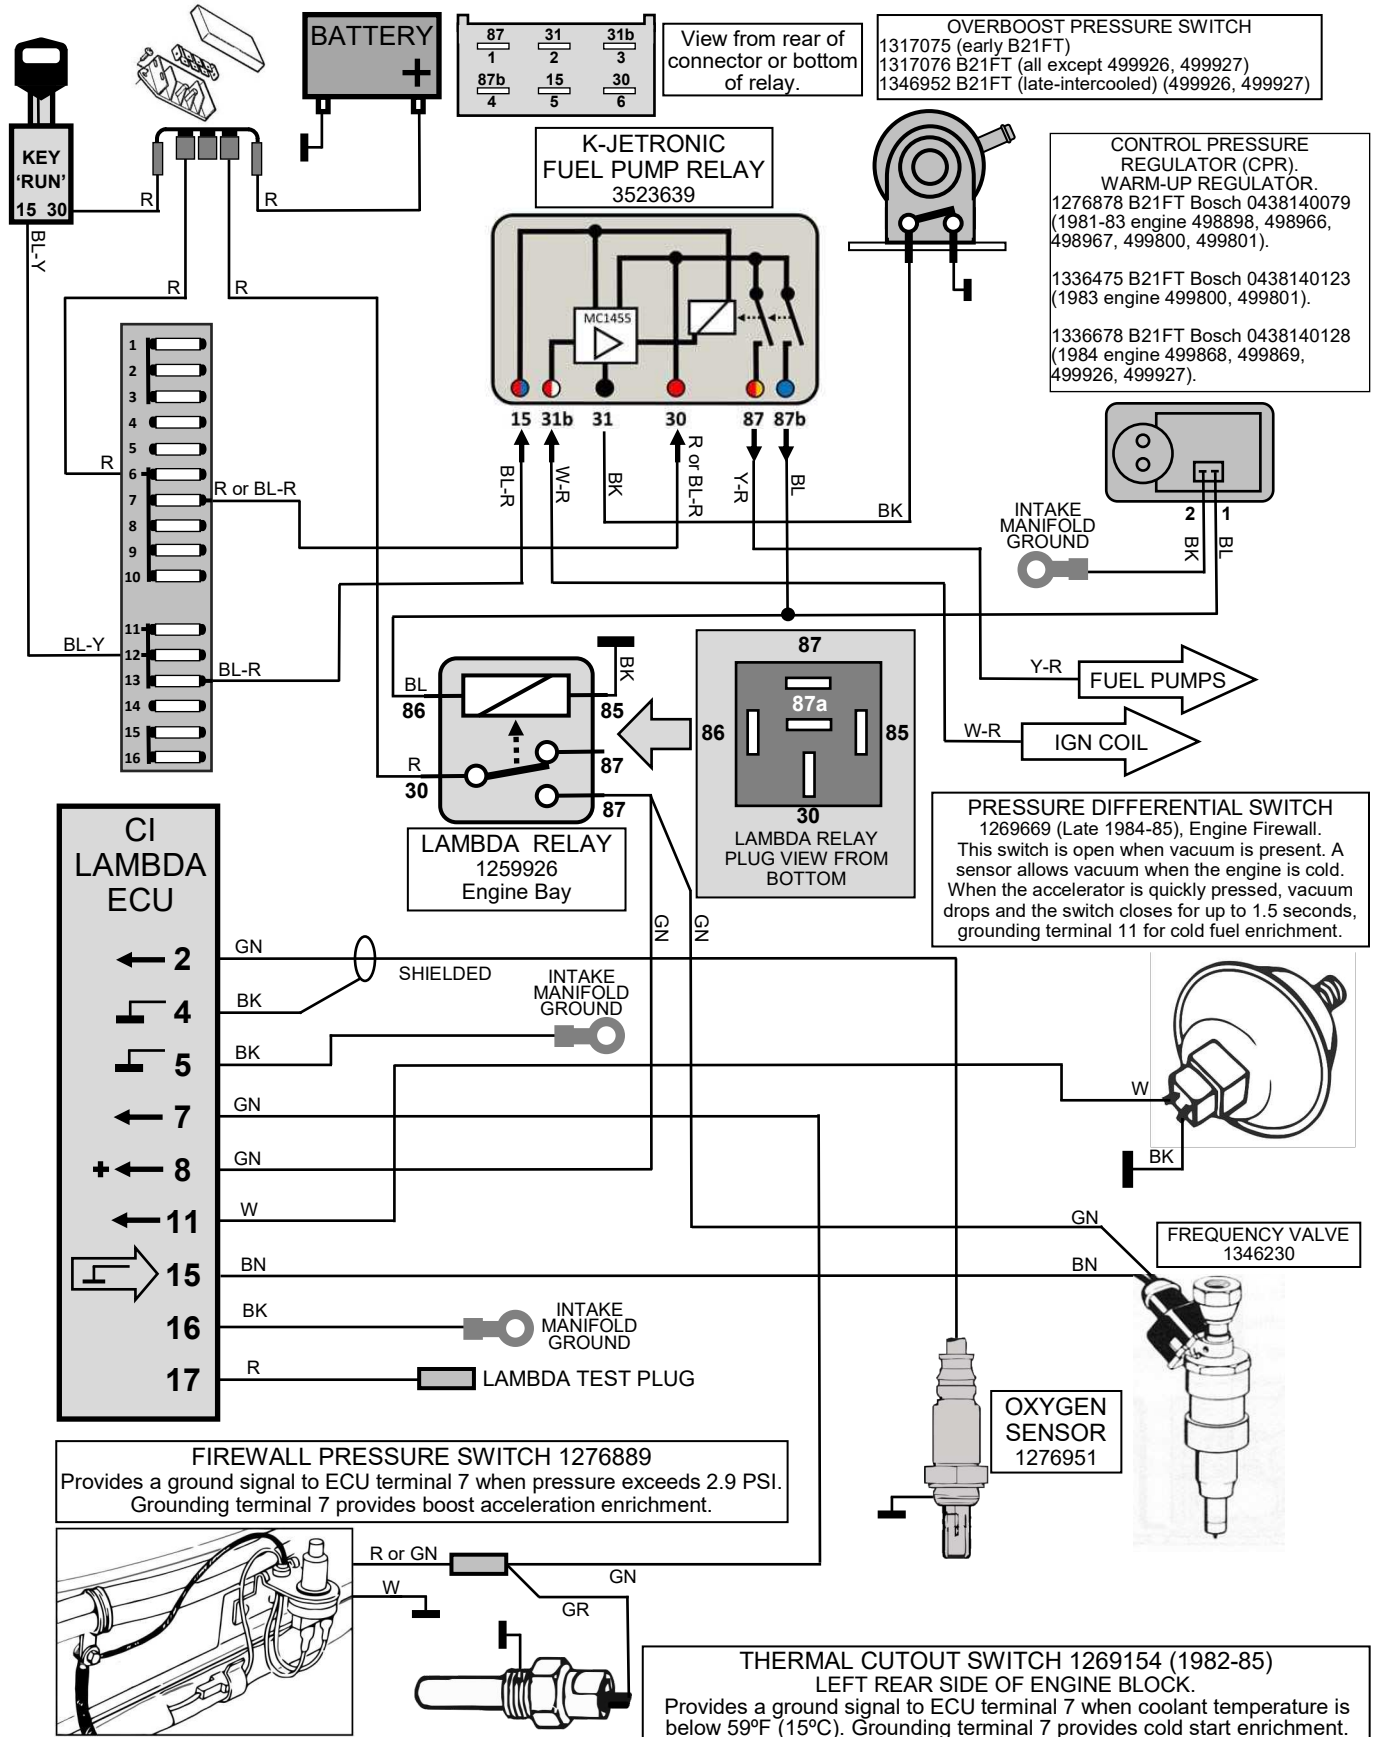 BATTERY
+
87 31 31b
1 2 3
87b 15 30
4 5 6
View from rear of
connector or bottom
of relay.
OVERBOOST PRESSURE SWITCH
1317075 (early B21FT)
1317076 B21FT (all except 499926, 499927)
1346952 B21FT (late-intercooled) (499926, 499927)
KEY
'RUN'
15 30
R
R
BL-Y
R
R
K-JETRONIC
FUEL PUMP RELAY
3523639
MC1455
15 31b 31 30 87 87b
BL-R
W-R
BK
R or BL-R
Y-R
BL
BK
CONTROL PRESSURE
REGULATOR (CPR).
WARM-UP REGULATOR.
1276878 B21FT Bosch 0438140079
(1981-83 engine 498898, 498966,
498967, 499800, 499801).
1336475 B21FT Bosch 0438140123
(1983 engine 499800, 499801).
1336678 B21FT Bosch 0438140128
(1984 engine 499868, 499869,
499926, 499927).
2 1
BK
BL
INTAKE
MANIFOLD
GROUND
1
2
3
4
5
6
7
8
9
10
11
12
13
14
15
16
R
R or BL-R
BL-Y
BL-R
BL
86
85
BK
R
30
87
87
LAMBDA RELAY
1259926
Engine Bay
87
87a
86
85
30
LAMBDA RELAY
PLUG VIEW FROM
BOTTOM
Y-R
FUEL PUMPS
W-R
IGN COIL
PRESSURE DIFFERENTIAL SWITCH
1269669 (Late 1984-85), Engine Firewall.
This switch is open when vacuum is present. A
sensor allows vacuum when the engine is cold.
When the accelerator is quickly pressed, vacuum
drops and the switch closes for up to 1.5 seconds,
grounding terminal 11 for cold fuel enrichment.
CI
LAMBDA
ECU
2
GN
SHIELDED
4
BK
5
BK
INTAKE
MANIFOLD
GROUND
7
GN
+ 8
GN
11
W
15
BN
16
BK
INTAKE
MANIFOLD
GROUND
17
R
LAMBDA TEST PLUG
GN
GN
W
BK
GN
BN
FREQUENCY VALVE
1346230
OXYGEN
SENSOR
1276951
FIREWALL PRESSURE SWITCH 1276889
Provides a ground signal to ECU terminal 7 when pressure exceeds 2.9 PSI.
Grounding terminal 7 provides boost acceleration enrichment.
R or GN
W
GN
GR
THERMAL CUTOUT SWITCH 1269154 (1982-85)
LEFT REAR SIDE OF ENGINE BLOCK.
Provides a ground signal to ECU terminal 7 when coolant temperature is
below 59ºF (15ºC). Grounding terminal 7 provides cold start enrichment.